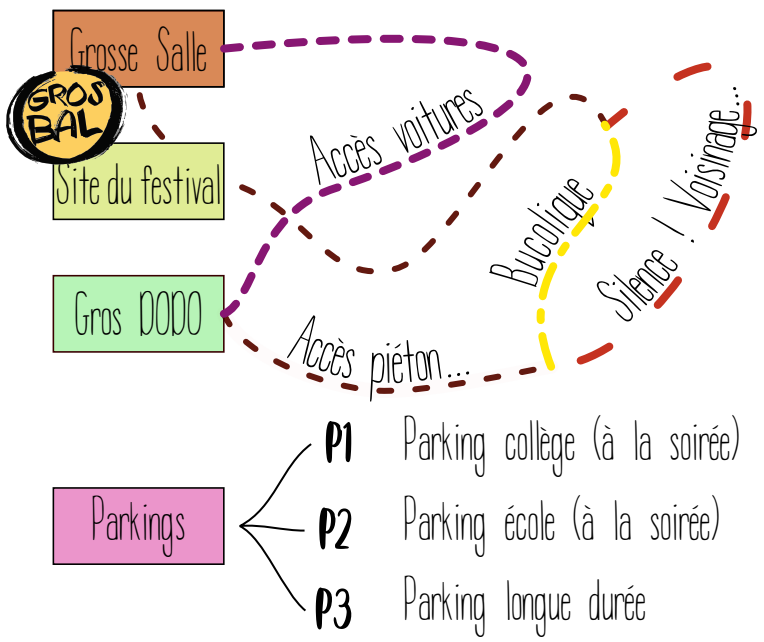 Grosse Salle
GROS
BAL
Site du festival
Accès voitures
Bucolique
Silence ! Voisinage...
Gros DODO
Accès piéton...
Parkings
P1 Parking collège (à la soirée)
P2 Parking école (à la soirée)
P3 Parking longue durée